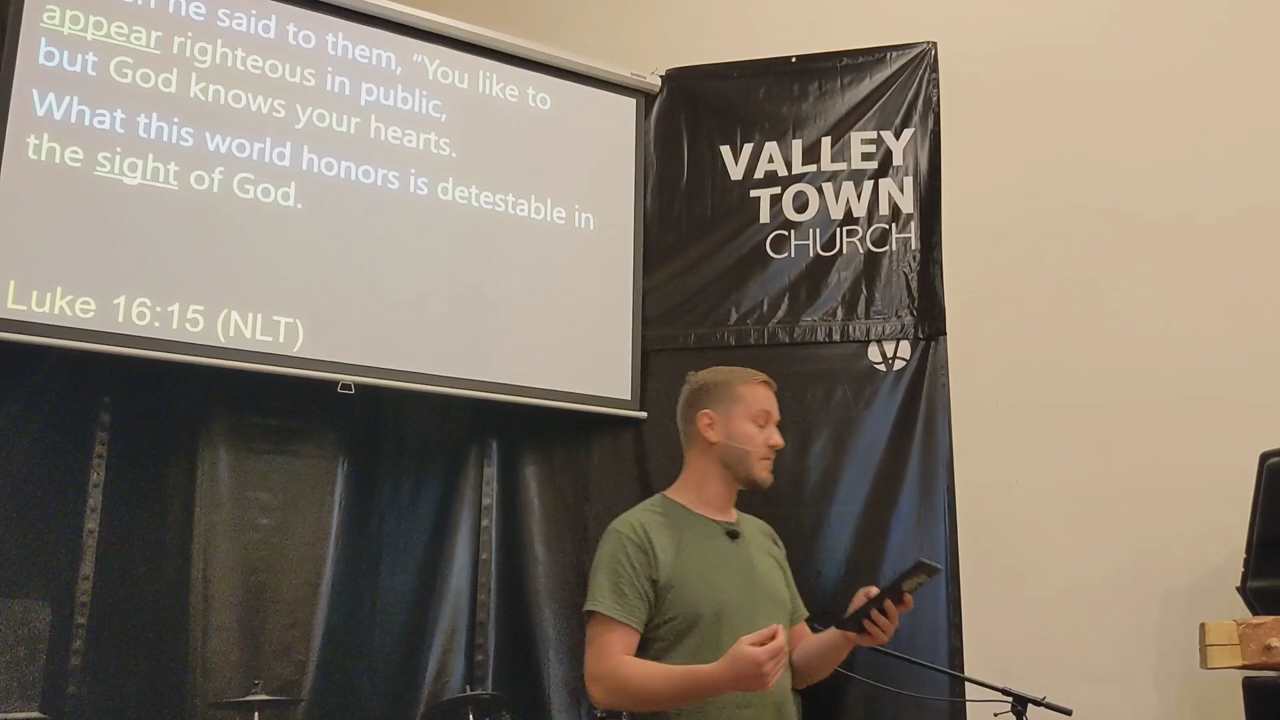 he said to them, “You like to
appear righteous in public,
but God knows your hearts.
What this world honors is detestable in
the sight of God.
Luke 16:15 (NLT)
VALLEY
TOWN
CHURCH